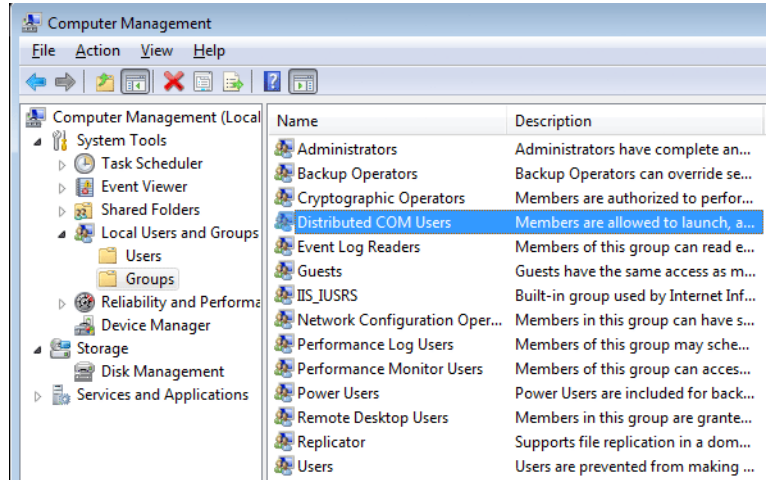 Computer Management
File Action View Help
Computer Management (Local
System Tools
Task Scheduler
Event Viewer
Shared Folders
Local Users and Groups
Users
Groups
Reliability and Performa
Device Manager
Storage
Disk Management
Services and Applications
Name Description
Administrators Administrators have complete an...
Backup Operators Backup Operators can override se...
Cryptographic Operators Members are authorized to perfor...
Distributed COM Users Members are allowed to launch, a...
Event Log Readers Members of this group can read e...
Guests Guests have the same access as m...
IIS_IUSRS Built-in group used by Internet Inf...
Network Configuration Oper... Members in this group can have s...
Performance Log Users Members of this group may sche...
Performance Monitor Users Members of this group can acces...
Power Users Power Users are included for back...
Remote Desktop Users Members in this group are grante...
Replicator Supports file replication in a dom...
Users Users are prevented from making ...